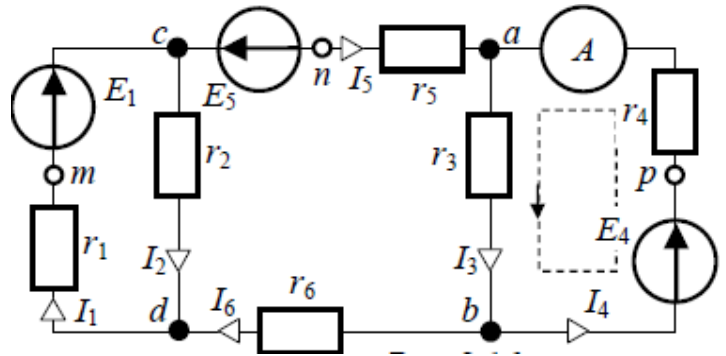 c
n
a
A
E₁
E₅
I₅
r₅
r₄
m
r₂
r₃
p
r₁
I₂
I₃
E₄
I₁
d
I₆
r₆
b
I₄